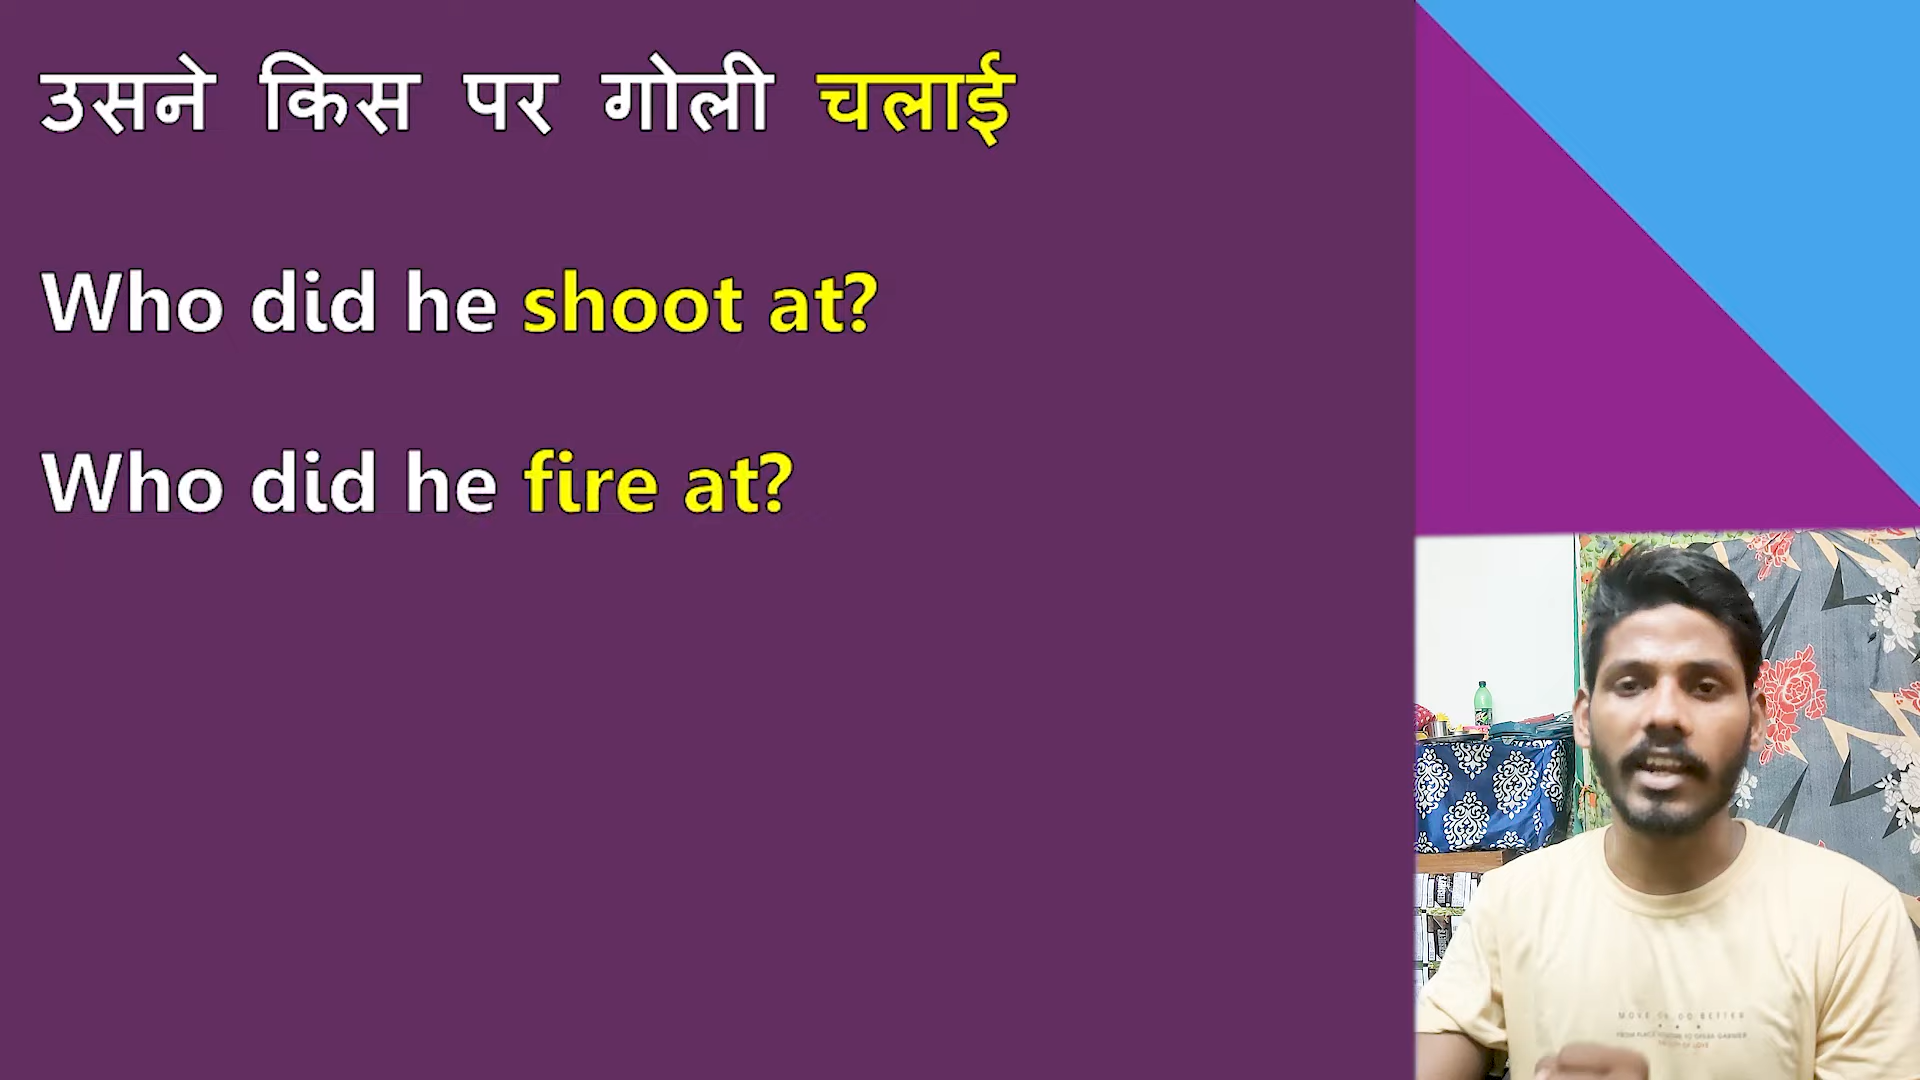 उसने किस पर गोली चलाई
Who did he shoot at?
Who did he fire at?